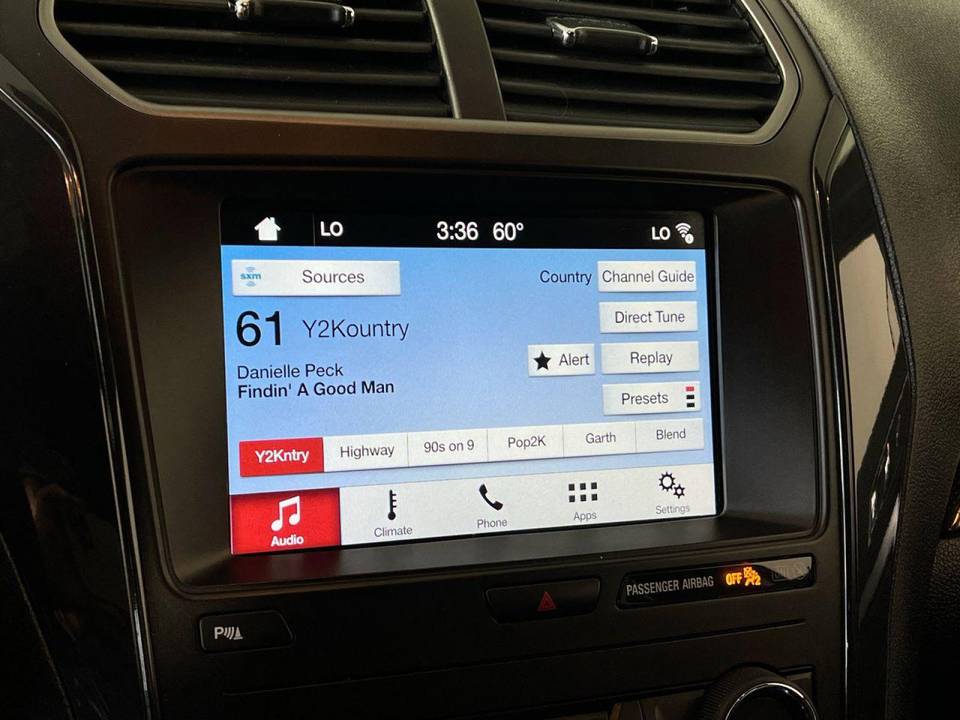 LO 3:36 60° LO
sxm Sources
Country Channel Guide
61 Y2Kountry
Direct Tune
Danielle Peck
Findin' A Good Man
Alert Replay
Presets
Y2Kntry Highway 90s on 9 Pop2K Garth Blend
Audio Climate Phone Apps Settings
PASSENGER AIRBAG OFF 2
P